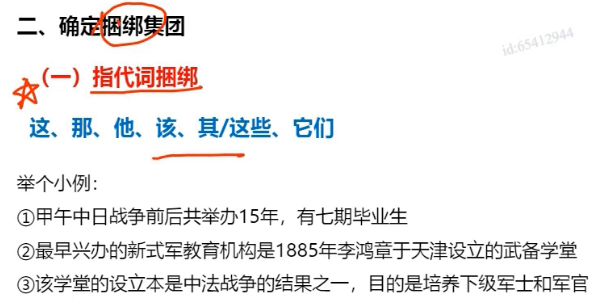 二、确定捆绑集团
id:65412944
（一）指代词捆绑
这、那、他、该、其/这些、它们
举个小例：
①甲午中日战争前后共举办15年，有七期毕业生
②最早兴办的新式军教育机构是1885年李鸿章于天津设立的武备学堂
③该学堂的设立本是中法战争的结果之一，目的是培养下级军士和军官